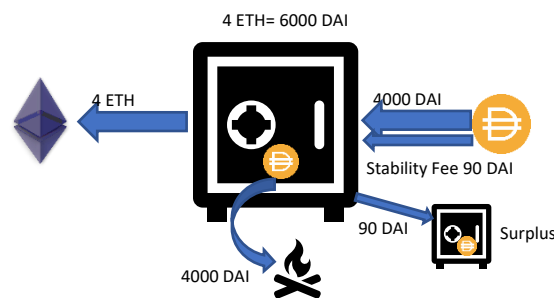 4 ETH= 6000 DAI
4 ETH
4000 DAI
Stability Fee 90 DAI
90 DAI
Surplus
4000 DAI